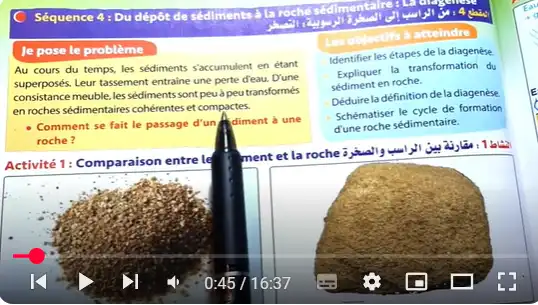 Séquence 4 : Du dépôt de sédiments à la roche sédimentaire : La diagenèse
المقطع 4 : من الراسب إلى الصخرة الرسوبية: التصخر
Je pose le problème
Au cours du temps, les sédiments s'accumulent en étant
superposés. Leur tassement entraine une perte d'eau. D'une
consistance meuble, les sédiments sont peu à peu transformés
en roches sédimentaires cohérentes et compactes.
• Comment se fait le passage d'un sédiment à une
roche ?
Les objectifs à atteindre
Identifier les étapes de la diagenèse.
Expliquer la transformation du
sédiment en roche.
Déduire la définition de la diagenèse.
Schématiser le cycle de formation
d'une roche sédimentaire.
Activité 1 : Comparaison entre le sédiment et la roche نشاط 1 : مقارنة بين الراسب والصخرة
0:45 / 16:37